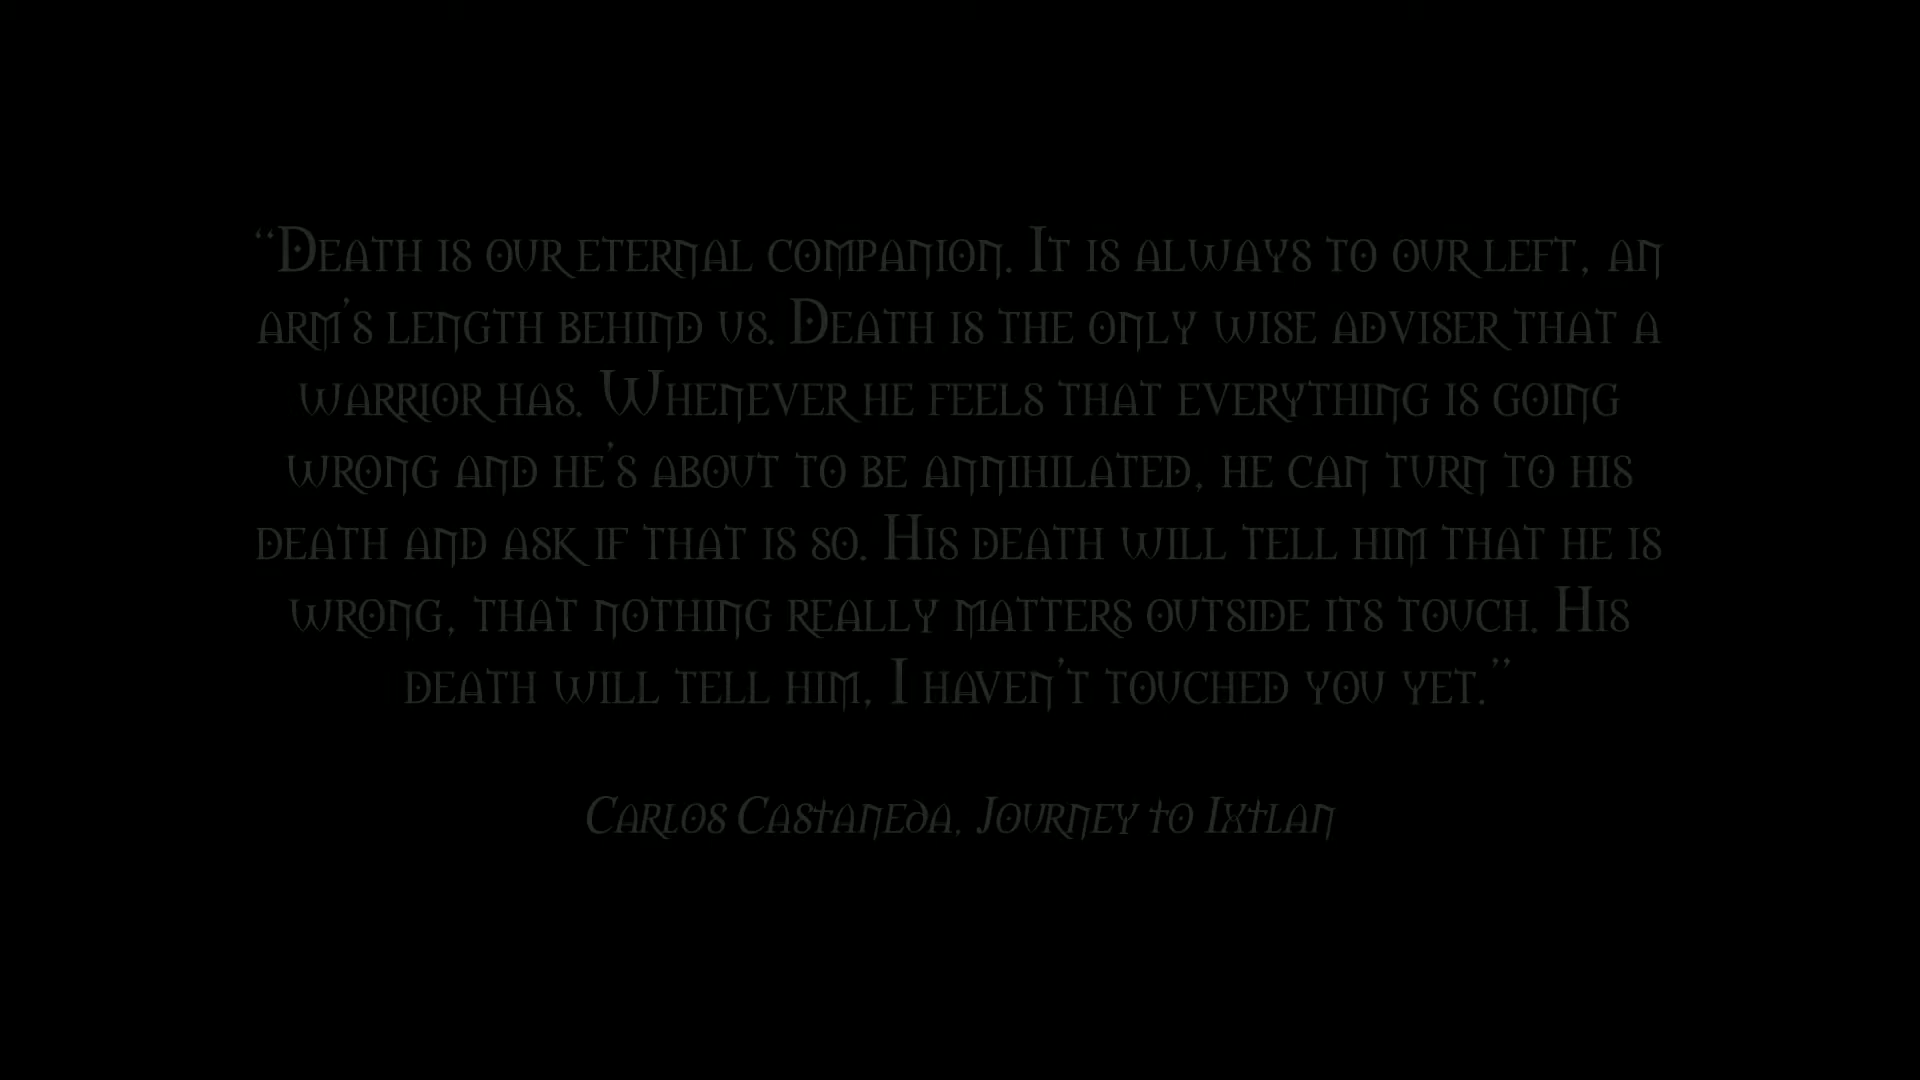 “Death is our eternal companion. It is always to our left, an
arm’s length behind us. Death is the only wise adviser that a
warrior has. Whenever he feels that everything is going
wrong and he’s about to be annihilated, he can turn to his
death and ask if that is so. His death will tell him that he is
wrong, that nothing really matters outside its touch. His
death will tell him, I haven’t touched you yet.”
Carlos Castaneda, Journey to Ixtlan